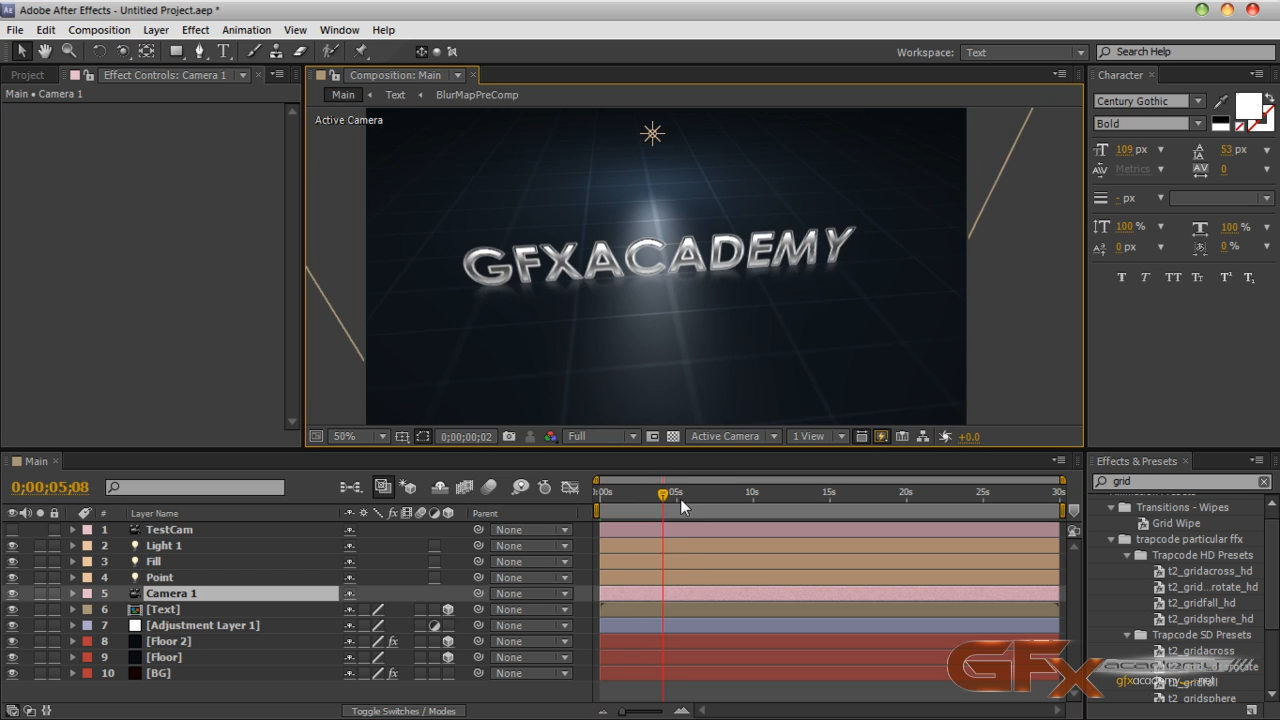 Adobe After Effects - Untitled Project.aep *
File Edit Composition Layer Effect Animation View Window Help
Workspace: Text Search Help
Project Effect Controls: Camera 1 Composition: Main Character
Main • Camera 1
Main Text BlurMapPreComp
Century Gothic
Active Camera
Bold
109 px 53 px
Metrics 0
- px
100 % 100 %
0 px 0 %
T T TT Tr T¹ T₁
GFXACADEMY
50% 0;00;00;02 Full Active Camera 1 View +0.0
Main Effects & Presets
0;00;05;08 grid
05s 10s 15s 20s 25s 30s
# Layer Name Parent
1 TestCam None
2 Light 1 None
3 Fill None
4 Point None
5 Camera 1 None
6 [Text] None
7 [Adjustment Layer 1] None
8 [Floor 2] fx None
9 [Floor] None
10 [BG] None
Transitions - Wipes
Grid Wipe
trapcode particular ffx
Trapcode HD Presets
t2_gridacross_hd
t2_grid...rotate_hd
t2_gridfall_hd
t2_gridsphere_hd
Trapcode SD Presets
t2_gridacross
t2_gridsphere
GFX
Toggle Switches / Modes